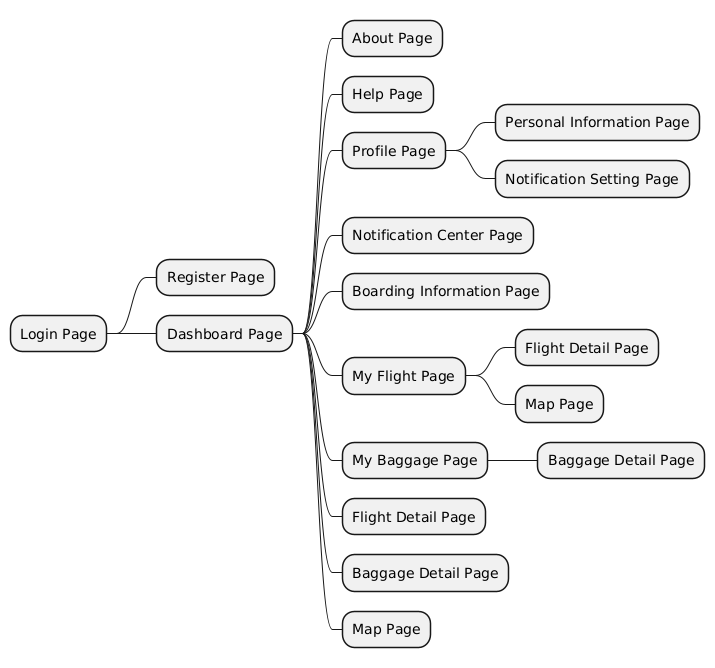 About Page
Help Page
Personal Information Page
Profile Page
Notification Setting Page
Notification Center Page
Register Page
Boarding Information Page
Login Page
Dashboard Page
Flight Detail Page
My Flight Page
Map Page
My Baggage Page
Baggage Detail Page
Flight Detail Page
Baggage Detail Page
Map Page